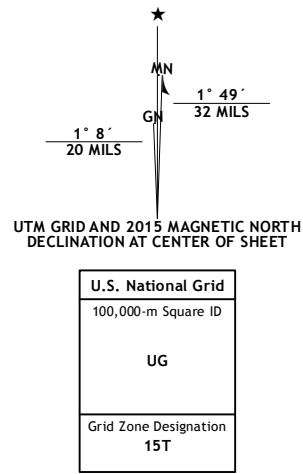 ★
MN
1° 49´
32 MILS
GN
1° 8´
20 MILS
UTM GRID AND 2015 MAGNETIC NORTH
DECLINATION AT CENTER OF SHEET
U.S. National Grid
100,000-m Square ID
UG
Grid Zone Designation
15T